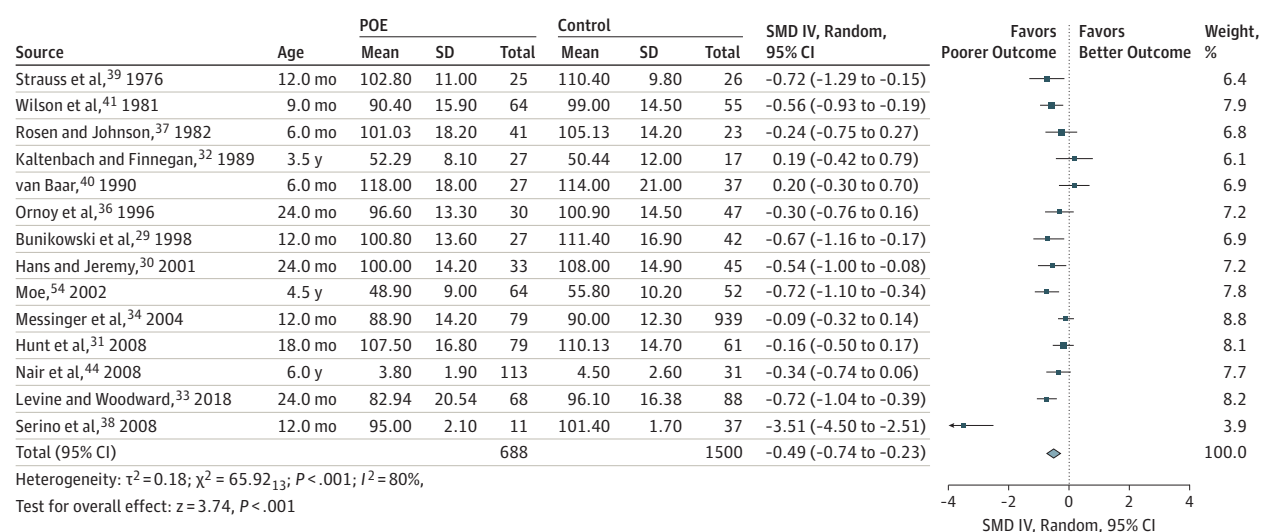 POE Control SMD IV, Random, 95% CI Favors Poorer Outcome Favors Better Outcome Weight, %
Source Age Mean SD Total Mean SD Total
Strauss et al,39 1976 12.0 mo 102.80 11.00 25 110.40 9.80 26 -0.72 (-1.29 to -0.15) 6.4
Wilson et al,41 1981 9.0 mo 90.40 15.90 64 99.00 14.50 55 -0.56 (-0.93 to -0.19) 7.9
Rosen and Johnson,37 1982 6.0 mo 101.03 18.20 41 105.13 14.20 23 -0.24 (-0.75 to 0.27) 6.8
Kaltenbach and Finnegan,32 1989 3.5 y 52.29 8.10 27 50.44 12.00 17 0.19 (-0.42 to 0.79) 6.1
van Baar,40 1990 6.0 mo 118.00 18.00 27 114.00 21.00 37 0.20 (-0.30 to 0.70) 6.9
Ornoy et al,36 1996 24.0 mo 96.60 13.30 30 100.90 14.50 47 -0.30 (-0.76 to 0.16) 7.2
Bunikowski et al,29 1998 12.0 mo 100.80 13.60 27 111.40 16.90 42 -0.67 (-1.16 to -0.17) 6.9
Hans and Jeremy,30 2001 24.0 mo 100.00 14.20 33 108.00 14.90 45 -0.54 (-1.00 to -0.08) 7.2
Moe,54 2002 4.5 y 48.90 9.00 64 55.80 10.20 52 -0.72 (-1.10 to -0.34) 7.8
Messinger et al,34 2004 12.0 mo 88.90 14.20 79 90.00 12.30 939 -0.09 (-0.32 to 0.14) 8.8
Hunt et al,31 2008 18.0 mo 107.50 16.80 79 110.13 14.70 61 -0.16 (-0.50 to 0.17) 8.1
Nair et al,44 2008 6.0 y 3.80 1.90 113 4.50 2.60 31 -0.34 (-0.74 to 0.06) 7.7
Levine and Woodward,33 2018 24.0 mo 82.94 20.54 68 96.10 16.38 88 -0.72 (-1.04 to -0.39) 8.2
Serino et al,38 2008 12.0 mo 95.00 2.10 11 101.40 1.70 37 -3.51 (-4.50 to -2.51) 3.9
Total (95% CI) 688 1500 -0.49 (-0.74 to -0.23) 100.0
Heterogeneity: τ2 = 0.18; χ2 = 65.9213; P < .001; I2 = 80%,
Test for overall effect: z = 3.74, P < .001
-4 -2 0 2 4
SMD IV, Random, 95% CI